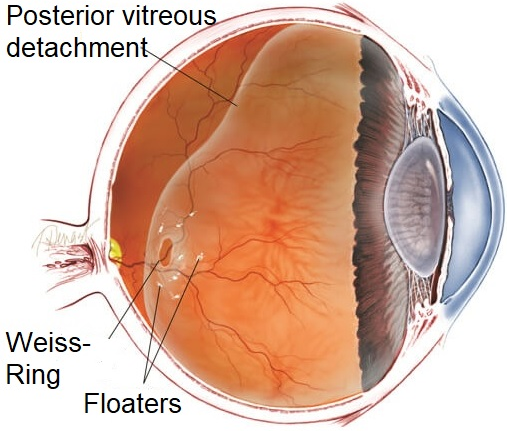 Posterior vitreous
detachment
Weiss-
Ring
Floaters